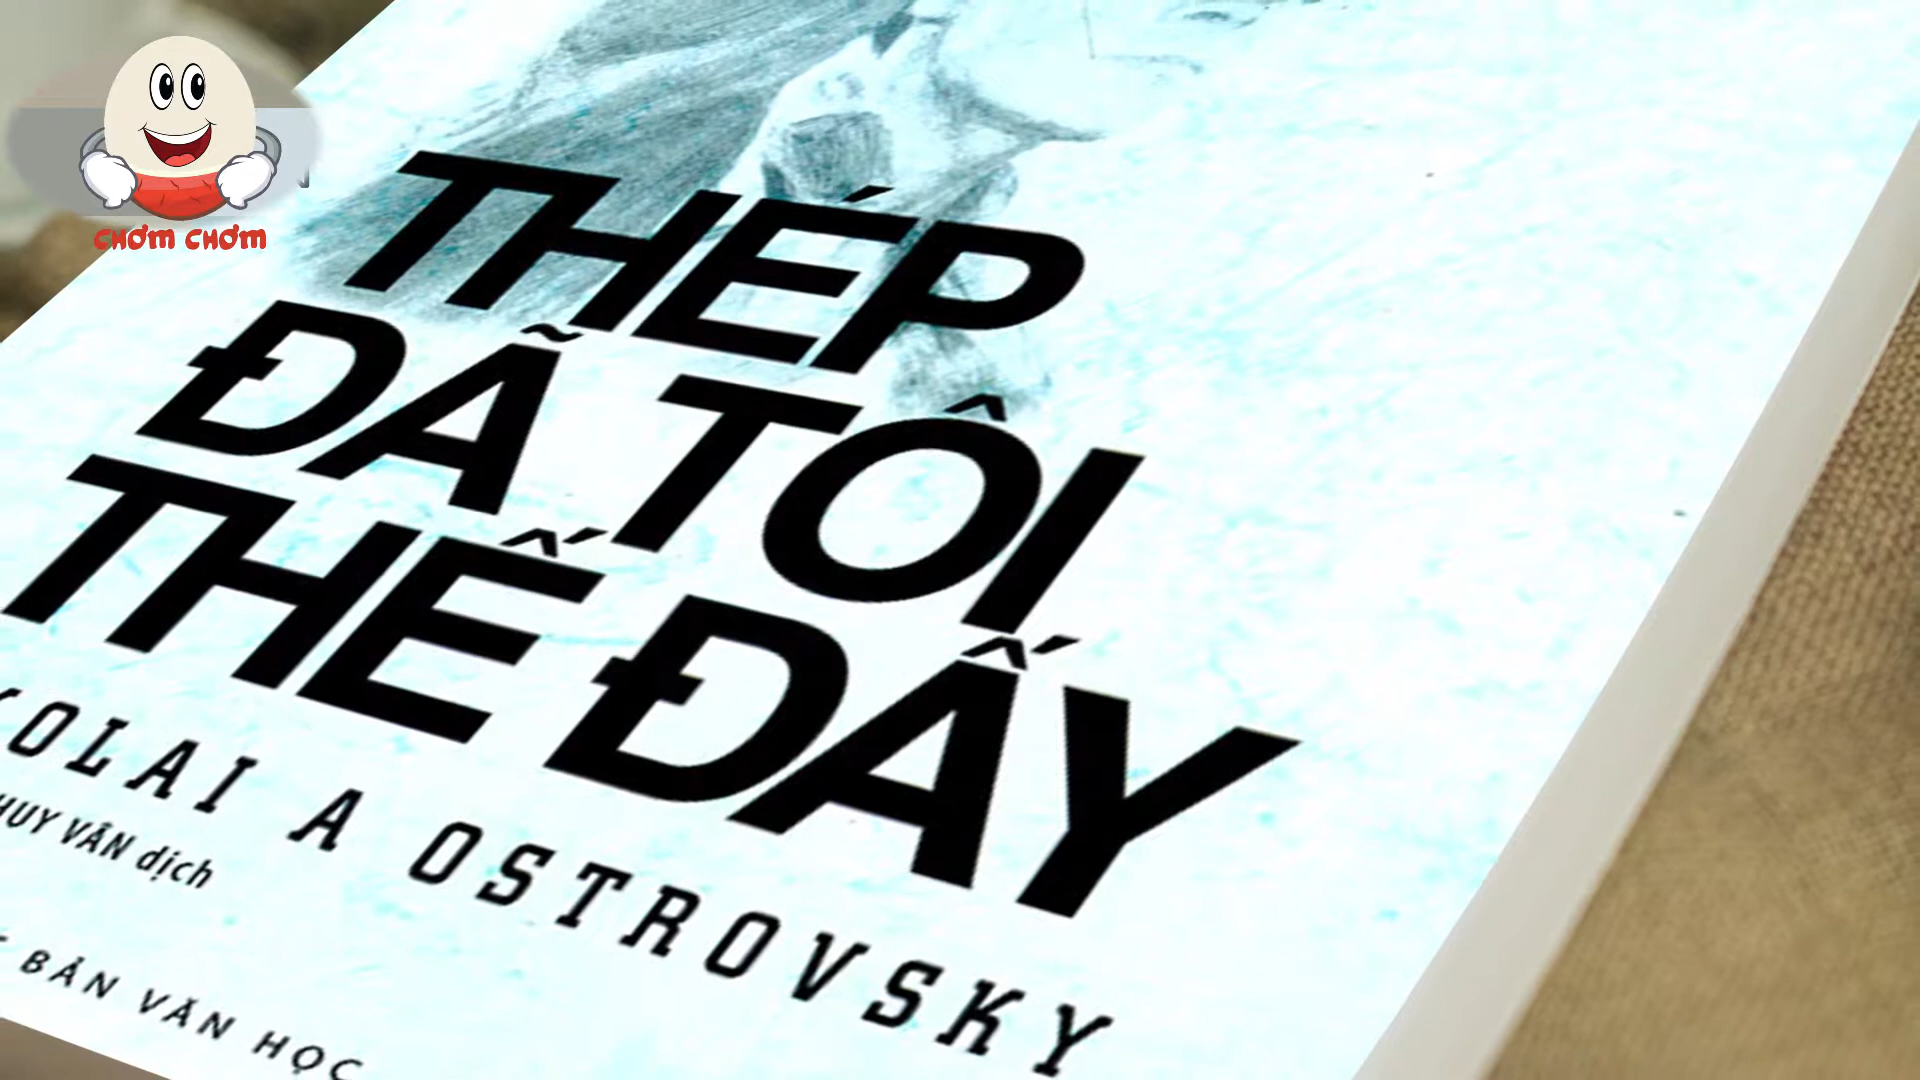 CHƠM CHƠM
THÉP
ĐÃ TÔI
THẾ ĐẤY
KOLAI A OSTROVSKY
HUY VÂN dịch
BẢN VĂN HỌC